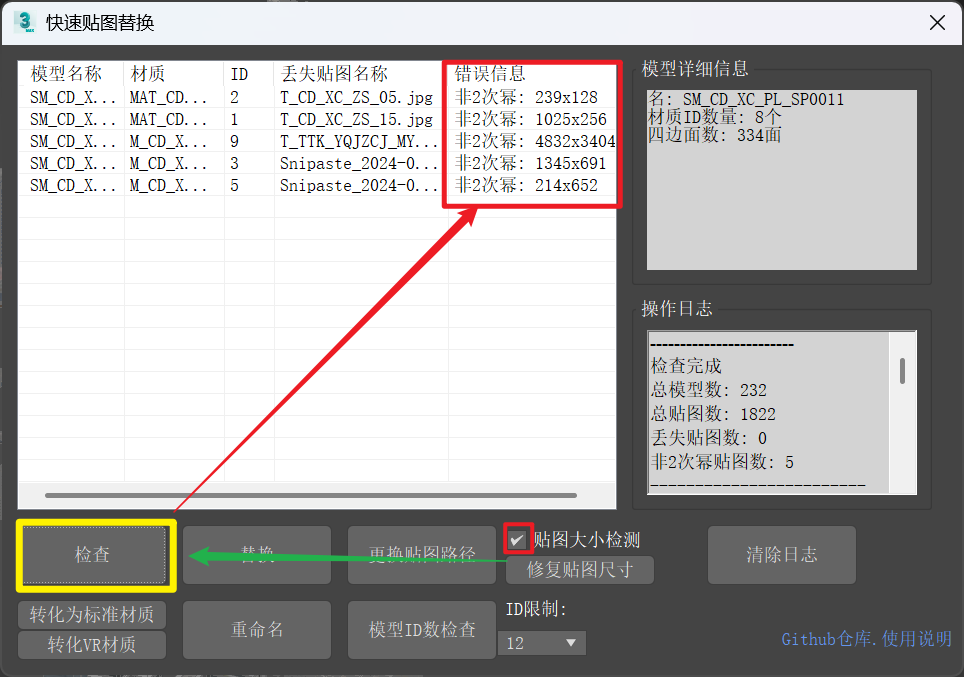 3 MAX
快速贴图替换
模型名称 材质 ID 丢失贴图名称 错误信息
SM_CD_X... MAT_CD... 2 T_CD_XC_ZS_05.jpg 非2次幂: 239x128
SM_CD_X... MAT_CD... 1 T_CD_XC_ZS_15.jpg 非2次幂: 1025x256
SM_CD_X... M_CD_X... 9 T_TTK_YQJZCJ_MY... 非2次幂: 4832x3404
SM_CD_X... M_CD_X... 3 Snipaste_2024-0... 非2次幂: 1345x691
SM_CD_X... M_CD_X... 5 Snipaste_2024-0... 非2次幂: 214x652
模型详细信息
名: SM_CD_XC_PL_SP0011
材质ID数量: 8个
四边面数: 334面
操作日志
------------------------
检查完成
总模型数: 232
总贴图数: 1822
丢失贴图数: 0
非2次幂贴图数: 5
------------------------
检查
替换
更换贴图路径
贴图大小检测
修复贴图尺寸
清除日志
转化为标准材质
转化VR材质
重命名
模型ID数检查
ID限制:
12
Github仓库.使用说明